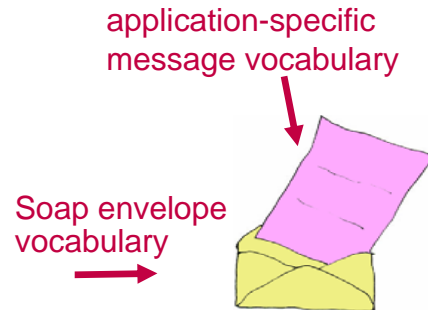 application-specific
message vocabulary
Soap envelope
vocabulary